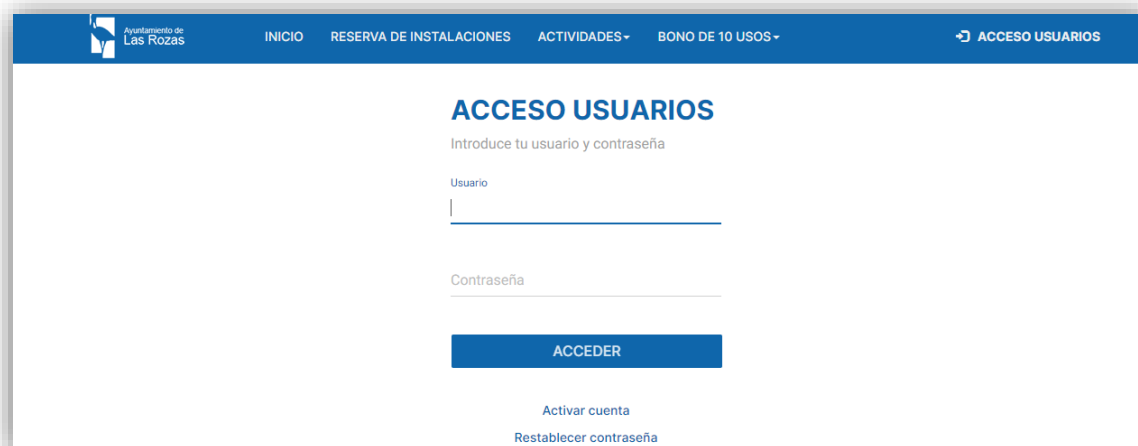 Ayuntamiento de
Las Rozas
INICIO RESERVA DE INSTALACIONES ACTIVIDADES BONO DE 10 USOS ACCESO USUARIOS
ACCESO USUARIOS
Introduce tu usuario y contraseña
Usuario
Contraseña
ACCEDER
Activar cuenta
Restablecer contraseña